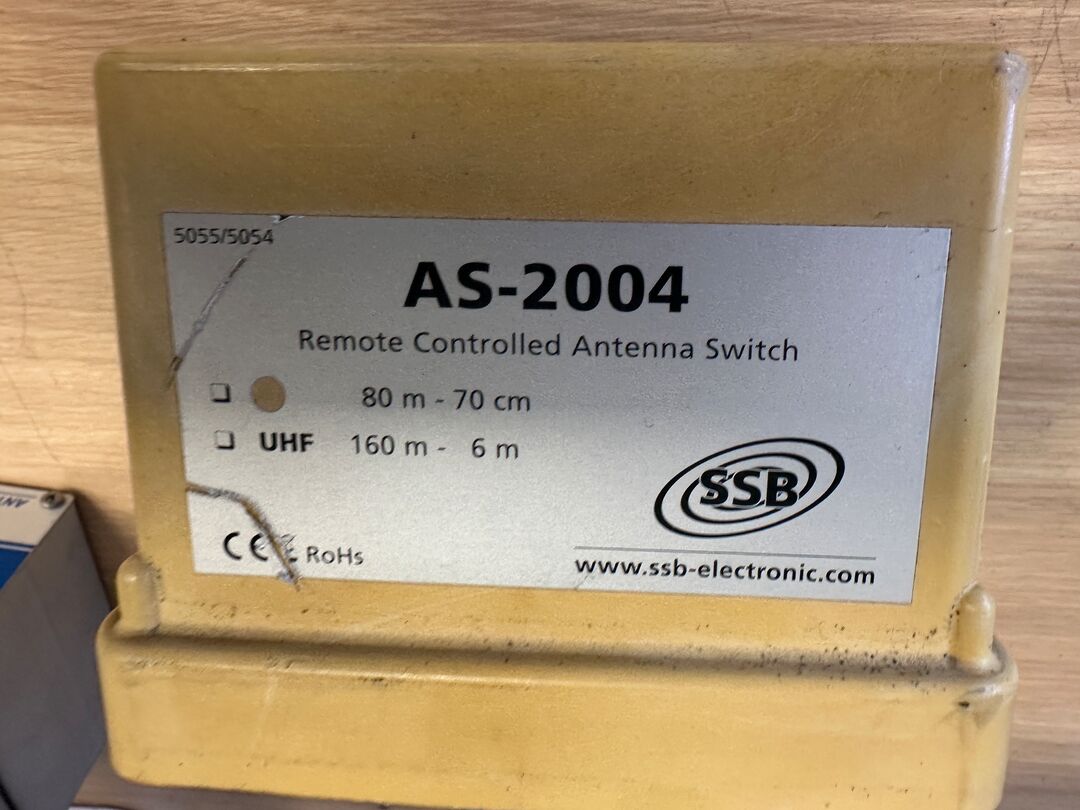 5055/5054
AS-2004
Remote Controlled Antenna Switch
❏ 80 m - 70 cm
❏ UHF 160 m - 6 m
CE RoHs
SSB
www.ssb-electronic.com